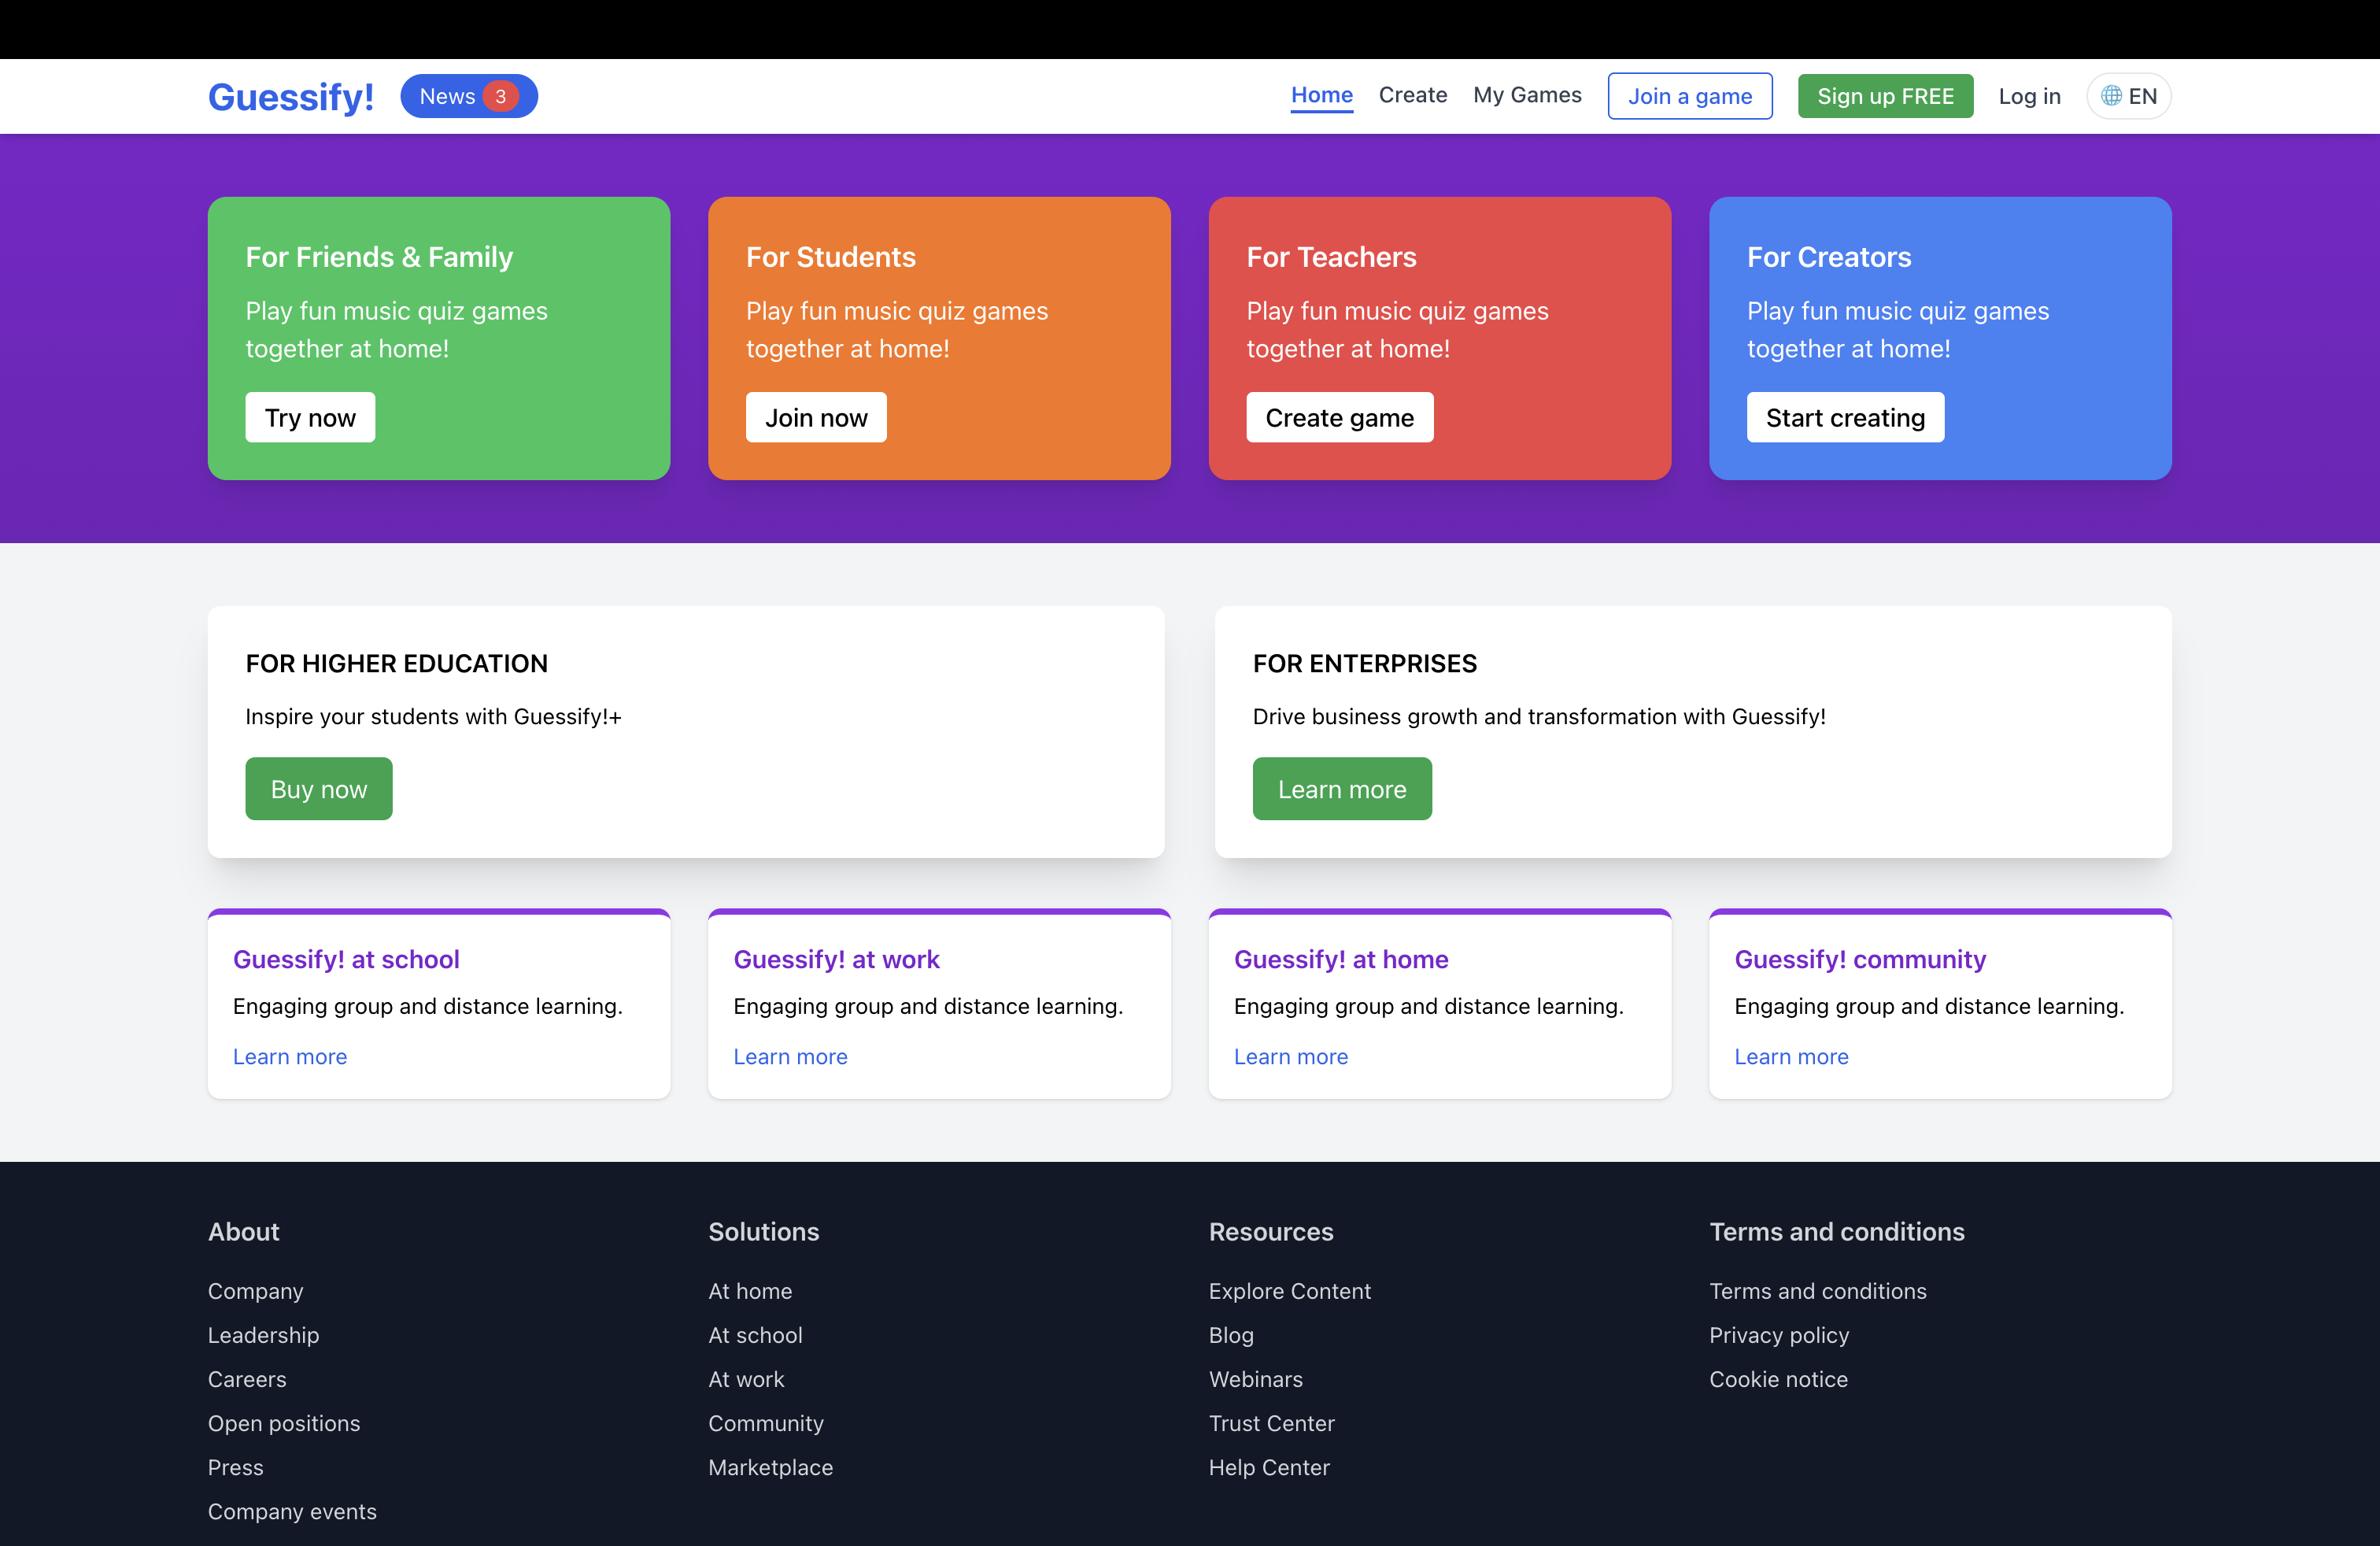 Guessify!
News 3
Home Create My Games Join a game Sign up FREE Log in EN
For Friends & Family
Play fun music quiz games
together at home!
Try now
For Students
Play fun music quiz games
together at home!
Join now
For Teachers
Play fun music quiz games
together at home!
Create game
For Creators
Play fun music quiz games
together at home!
Start creating
FOR HIGHER EDUCATION
Inspire your students with Guessify!+
Buy now
FOR ENTERPRISES
Drive business growth and transformation with Guessify!
Learn more
Guessify! at school
Engaging group and distance learning.
Learn more
Guessify! at work
Engaging group and distance learning.
Learn more
Guessify! at home
Engaging group and distance learning.
Learn more
Guessify! community
Engaging group and distance learning.
Learn more
About
Company
Leadership
Careers
Open positions
Press
Company events
Solutions
At home
At school
At work
Community
Marketplace
Resources
Explore Content
Blog
Webinars
Trust Center
Help Center
Terms and conditions
Terms and conditions
Privacy policy
Cookie notice